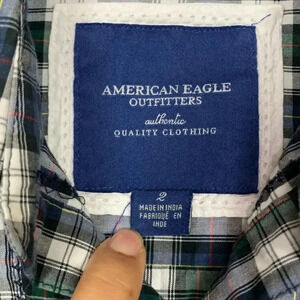 AMERICAN EAGLE
OUTFITTERS
authentic
QUALITY CLOTHING
2
MADE IN INDIA
FABRIQUÉ EN
INDE